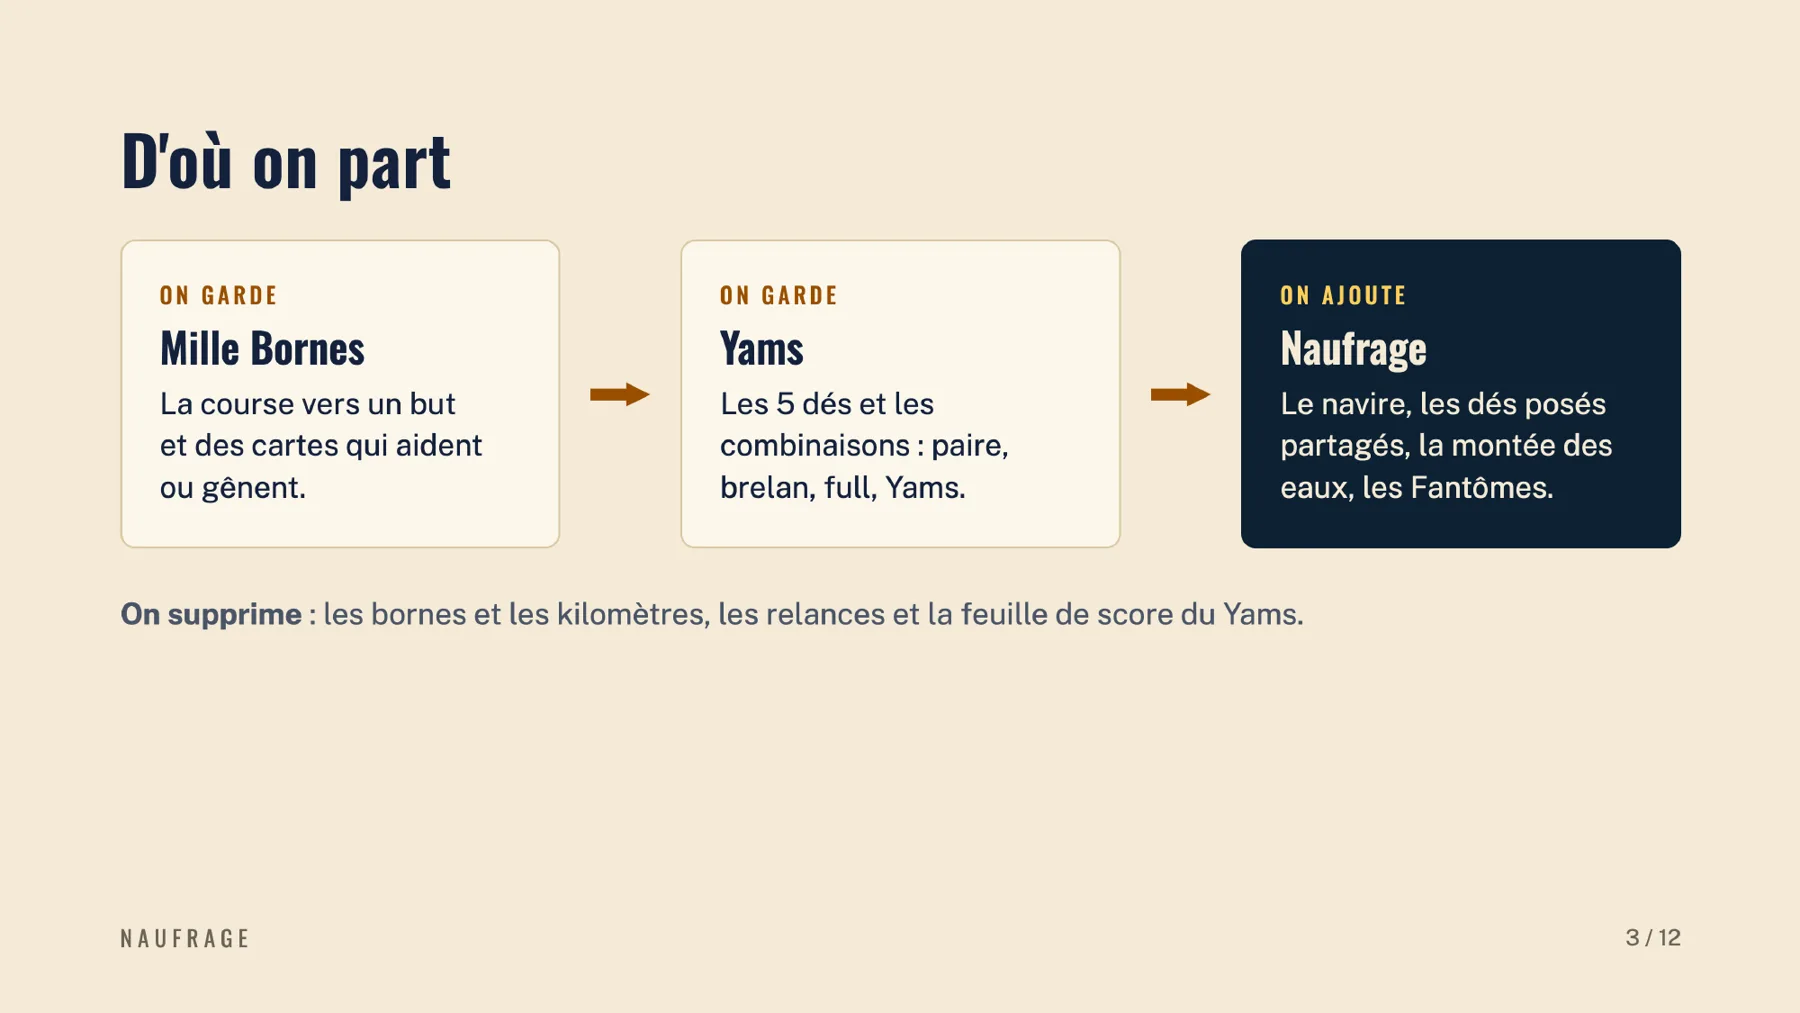 D'où on part
ON GARDE
Mille Bornes
La course vers un but
et des cartes qui aident
ou gênent.
ON GARDE
Yams
Les 5 dés et les
combinaisons : paire,
brelan, full, Yams.
ON AJOUTE
Naufrage
Le navire, les dés posés
partagés, la montée des
eaux, les Fantômes.
On supprime : les bornes et les kilomètres, les relances et la feuille de score du Yams.
NAUFRAGE
3 / 12